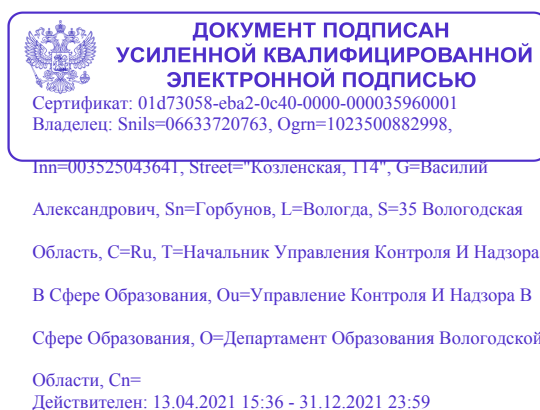 ДОКУМЕНТ ПОДПИСАН
УСИЛЕННОЙ КВАЛИФИЦИРОВАННОЙ
ЭЛЕКТРОННОЙ ПОДПИСЬЮ
Сертификат: 01d73058-eba2-0c40-0000-000035960001
Владелец: Snils=06633720763, Ogrn=1023500882998,
Inn=003525043641, Street="Козленская, 114", G=Василий
Александрович, Sn=Горбунов, L=Вологда, S=35 Вологодская
Область, C=Ru, T=Начальник Управления Контроля И Надзора
В Сфере Образования, Ou=Управление Контроля И Надзора В
Сфере Образования, O=Департамент Образования Вологодской
Области, Cn=
Действителен: 13.04.2021 15:36 - 31.12.2021 23:59